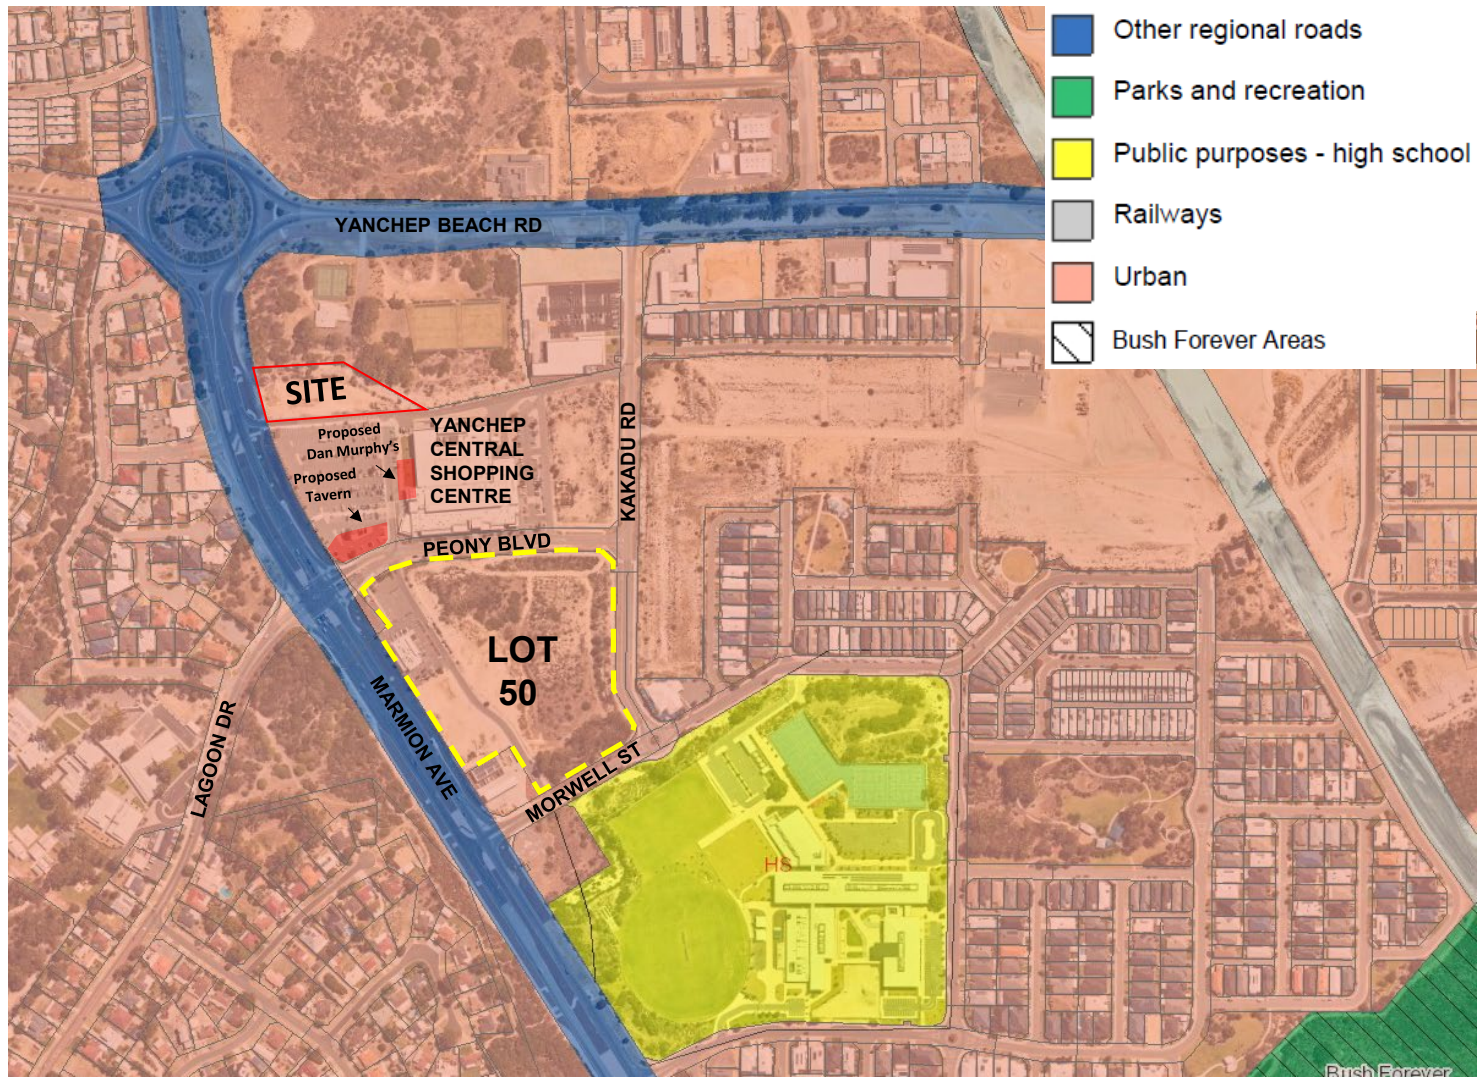 Other regional roads
Parks and recreation
Public purposes - high school
Railways
Urban
Bush Forever Areas
YANCHEP BEACH RD
SITE
Proposed
Dan Murphy's
Proposed
Tavern
YANCHEP
CENTRAL
SHOPPING
CENTRE
KAKADU RD
PEONY BLVD
LOT
50
MARMION AVE
LAGOON DR
MORWELL ST
HS
Bush Forever